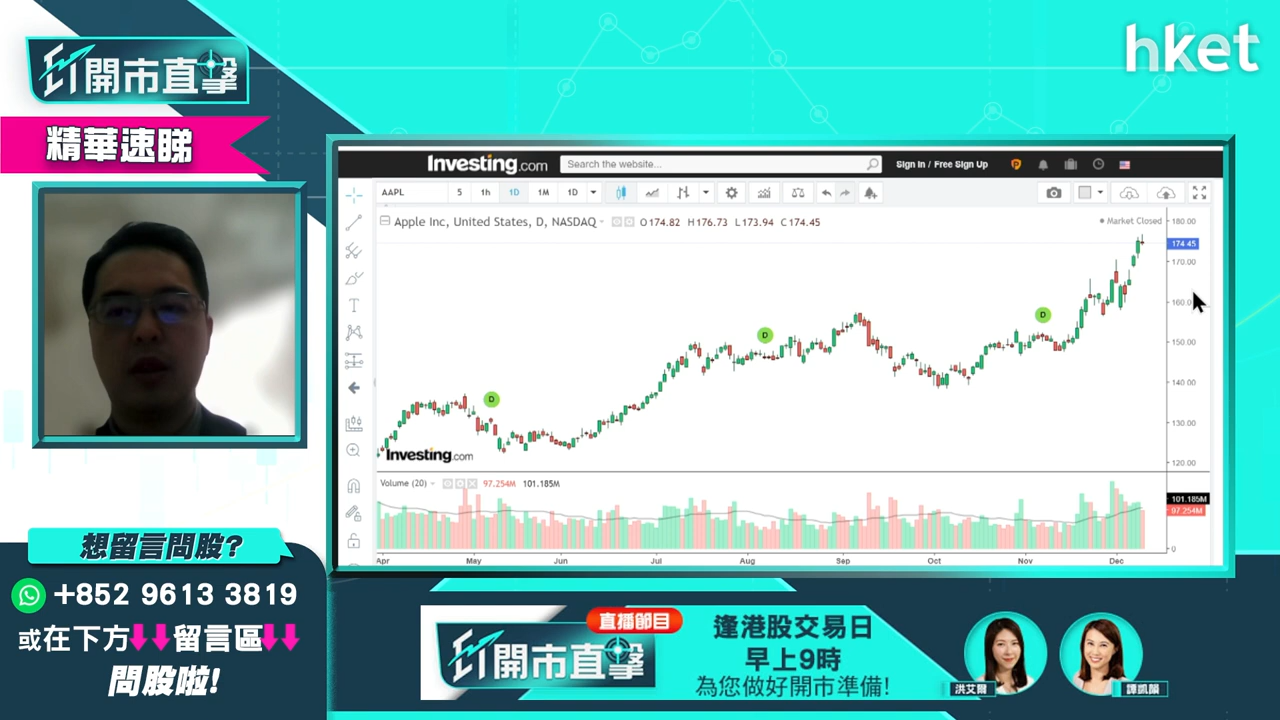 hket
ET開市直擊
精華速睇
Investing.com
Search the website...
Sign In / Free Sign Up
AAPL
5
1h
1D
1M
1D
Apple Inc, United States, D, NASDAQ
O174.82 H176.73 L173.94 C174.45
Market Closed
180.00
174.45
170.00
160.00
150.00
140.00
130.00
120.00
D
D
D
Investing.com
Volume (20)
97.254M
101.185M
101.185M
97.254M
0
Apr
May
Jun
Jul
Aug
Sep
Oct
Nov
Dec
想留言問股?
+852 9613 3819
或在下方留言區
問股啦!
直播節目
ET開市直擊
逢港股交易日
早上9時
為您做好開市準備!
洪艾爾
譚凱韻